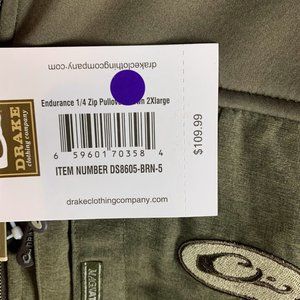 drakeclothingcompany.com
Endurance 1/4 Zip Pullov
2Xlarge
6 59601 70358 4
ITEM NUMBER DS8605-BRN-5
drakeclothingcompany.com
$109.99
DRAKE
clothing company